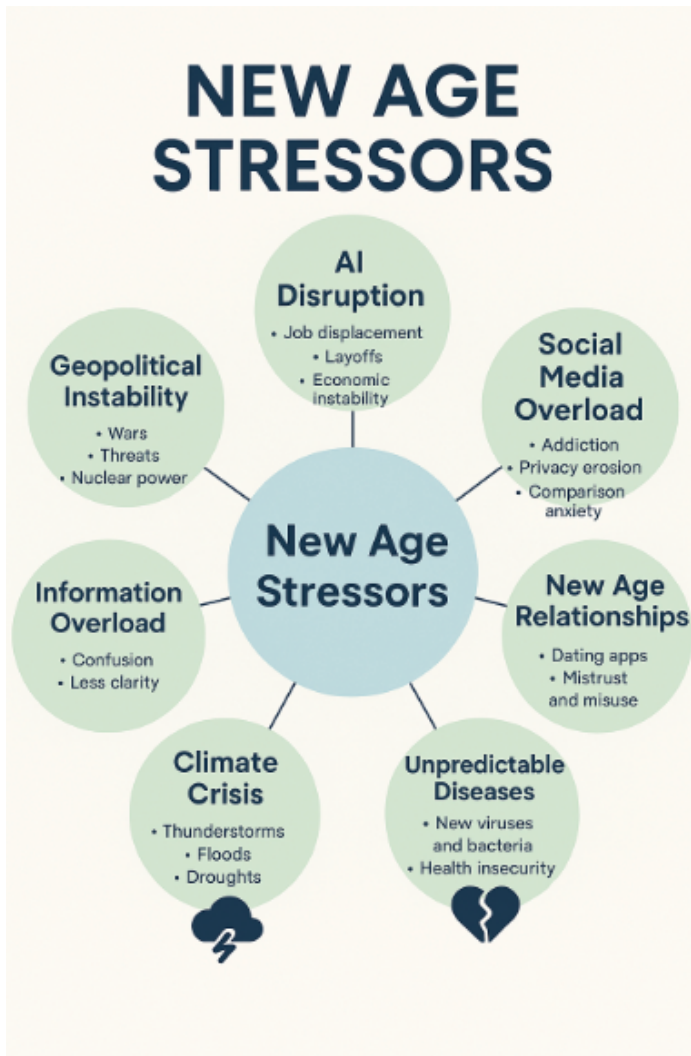 NEW AGE
STRESSORS
AI
Disruption
• Job displacement
• Layoffs
• Economic
instability
Social
Media
Overload
• Addiction
• Privacy erosion
• Comparison
anxiety
New Age
Relationships
• Dating apps
• Mistrust
and misuse
Unpredictable
Diseases
• New viruses
and bacteria
• Health insecurity
Climate
Crisis
• Thunderstorms
• Floods
• Droughts
Information
Overload
• Confusion
• Less clarity
Geopolitical
Instability
• Wars
• Threats
• Nuclear power
New Age
Stressors